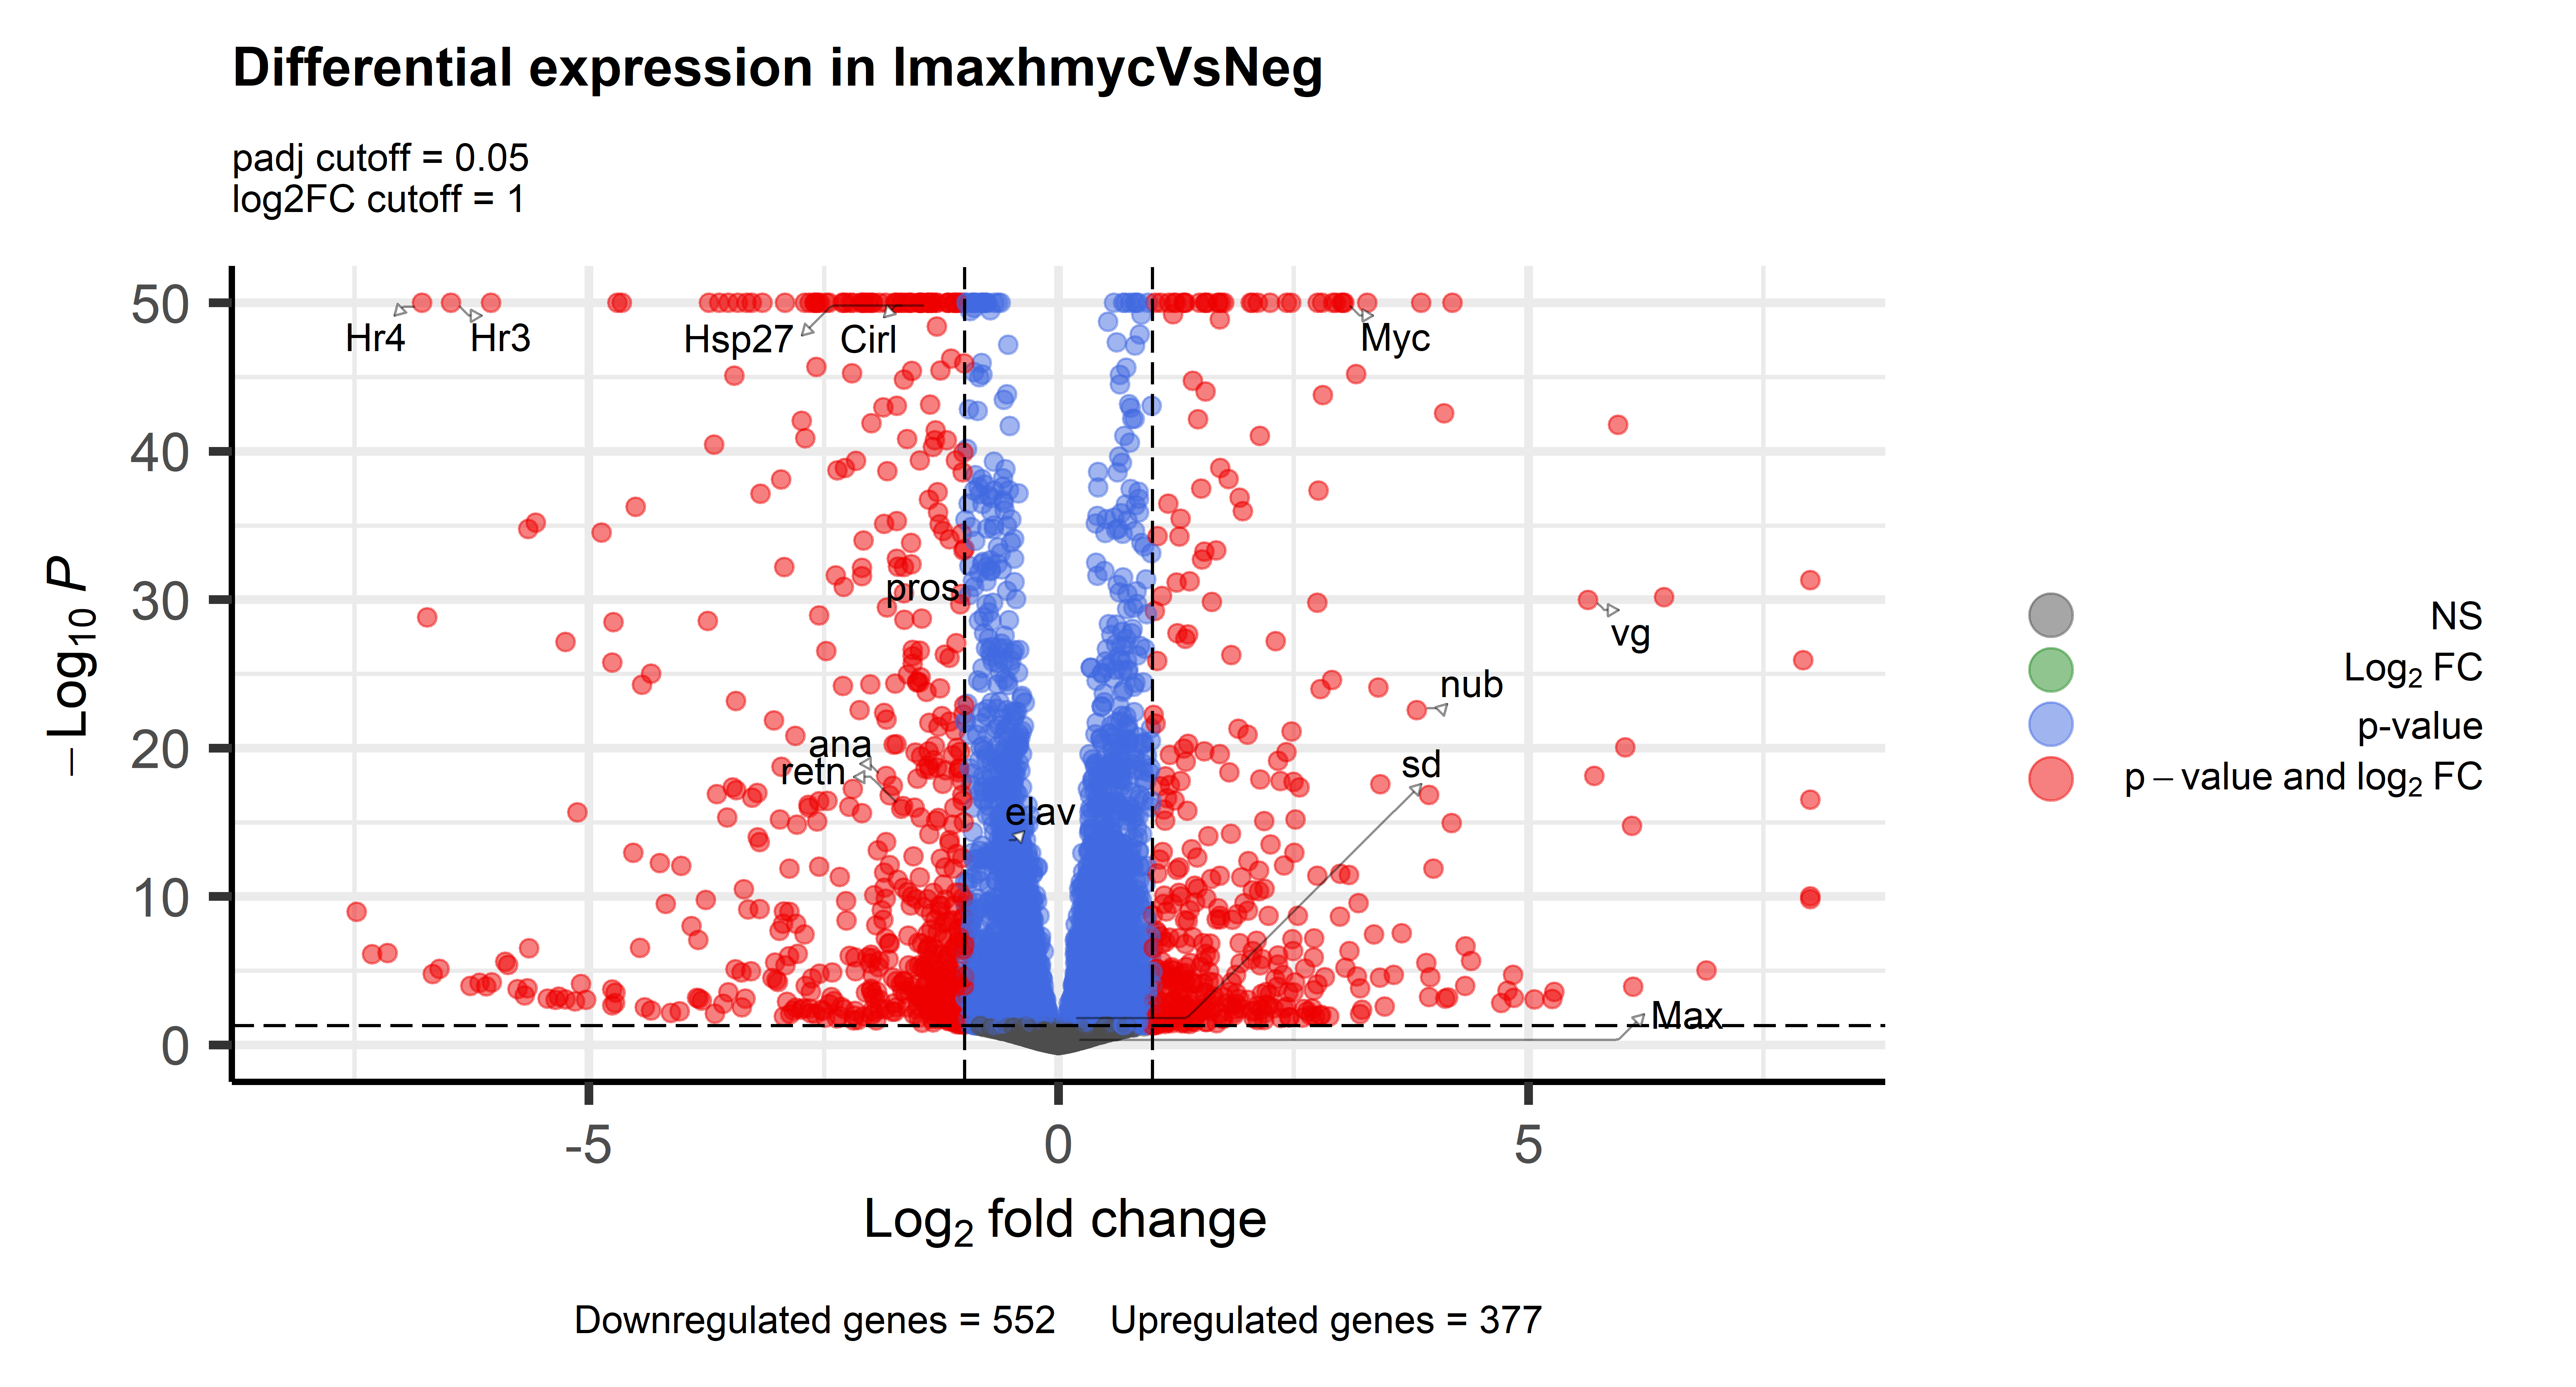 Differential expression in lmaxhmycVsNeg
padj cutoff = 0.05
log2FC cutoff = 1
−Log10 P
50
40
30
20
10
0
Hr4
Hr3
Hsp27
Cirl
Myc
pros
vg
nub
ana
retn
sd
elav
Max
-5
0
5
Log2 fold change
NS
Log2 FC
p-value
p − value and log2 FC
Downregulated genes = 552 Upregulated genes = 377